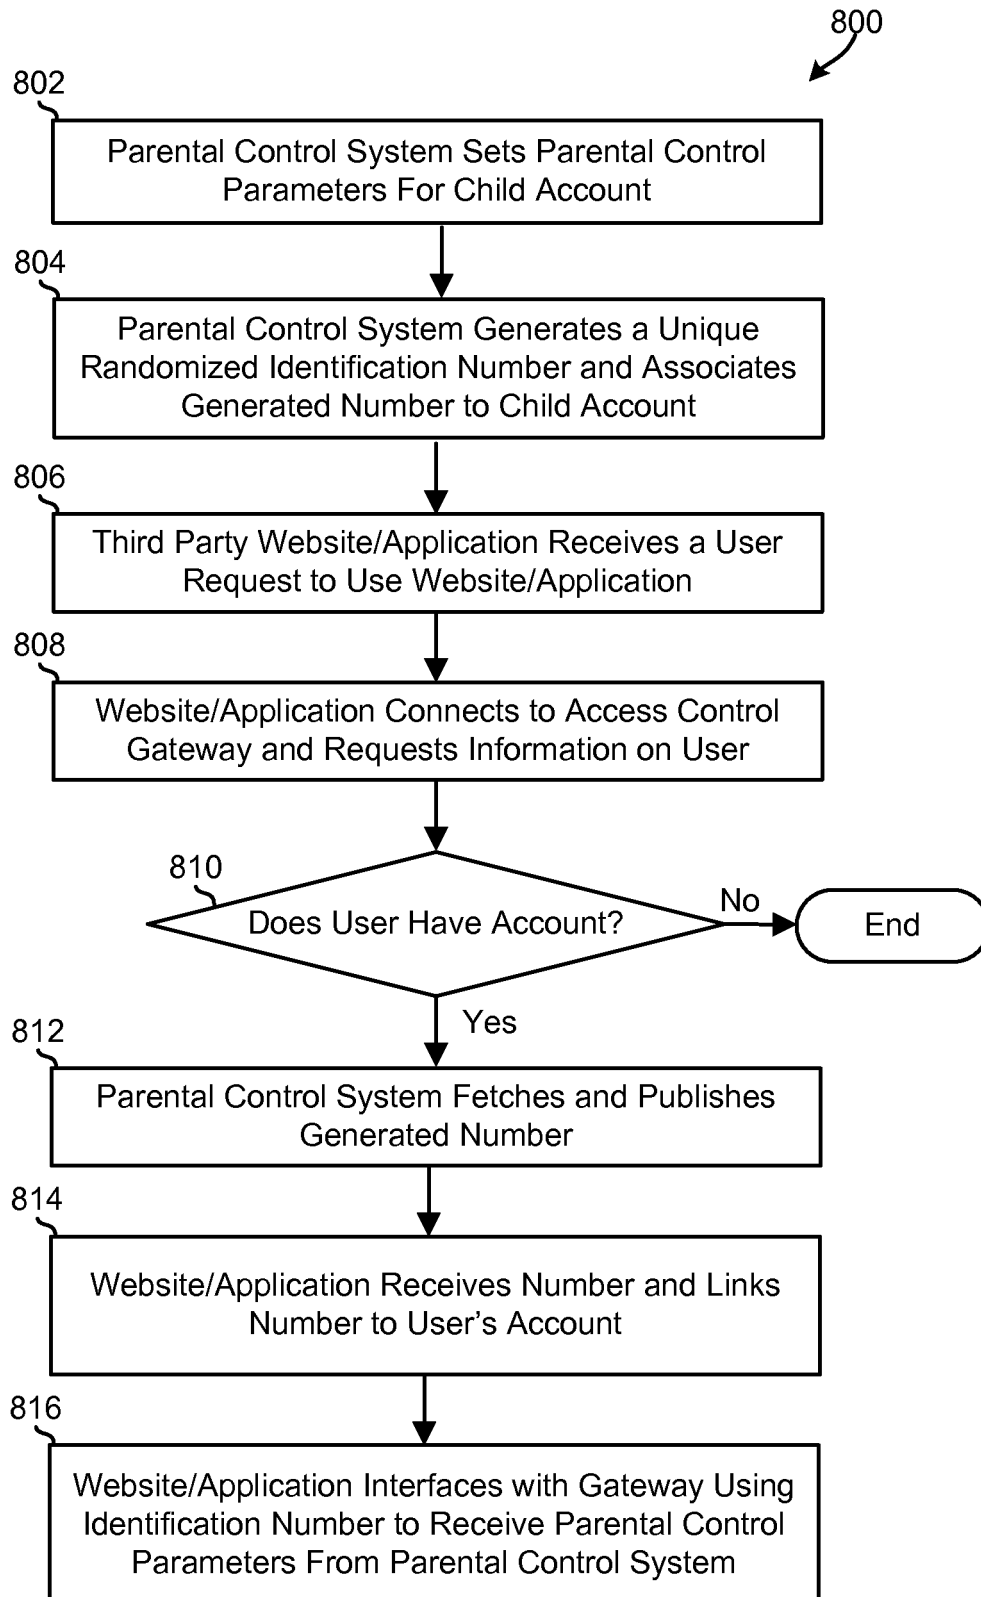 800
802
Parental Control System Sets Parental Control
Parameters For Child Account
804
Parental Control System Generates a Unique
Randomized Identification Number and Associates
Generated Number to Child Account
806
Third Party Website/Application Receives a User
Request to Use Website/Application
808
Website/Application Connects to Access Control
Gateway and Requests Information on User
810
Does User Have Account?
No
End
Yes
812
Parental Control System Fetches and Publishes
Generated Number
814
Website/Application Receives Number and Links
Number to User's Account
816
Website/Application Interfaces with Gateway Using
Identification Number to Receive Parental Control
Parameters From Parental Control System